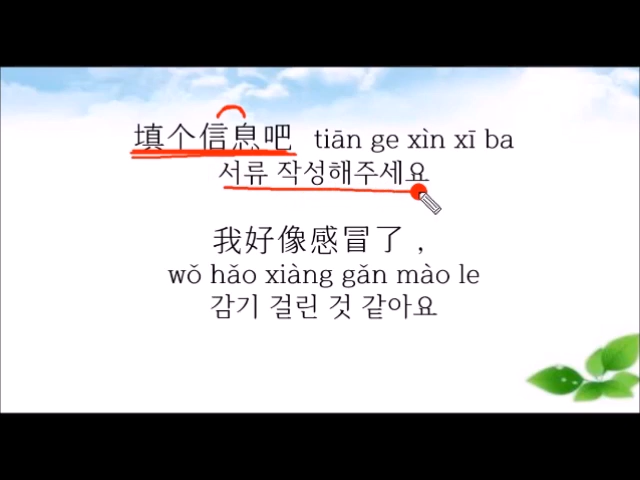 填个信息吧 tiān ge xìn xī ba
서류 작성해주세요
我好像感冒了，
wǒ hǎo xiàng gǎn mào le
감기 걸린 것 같아요